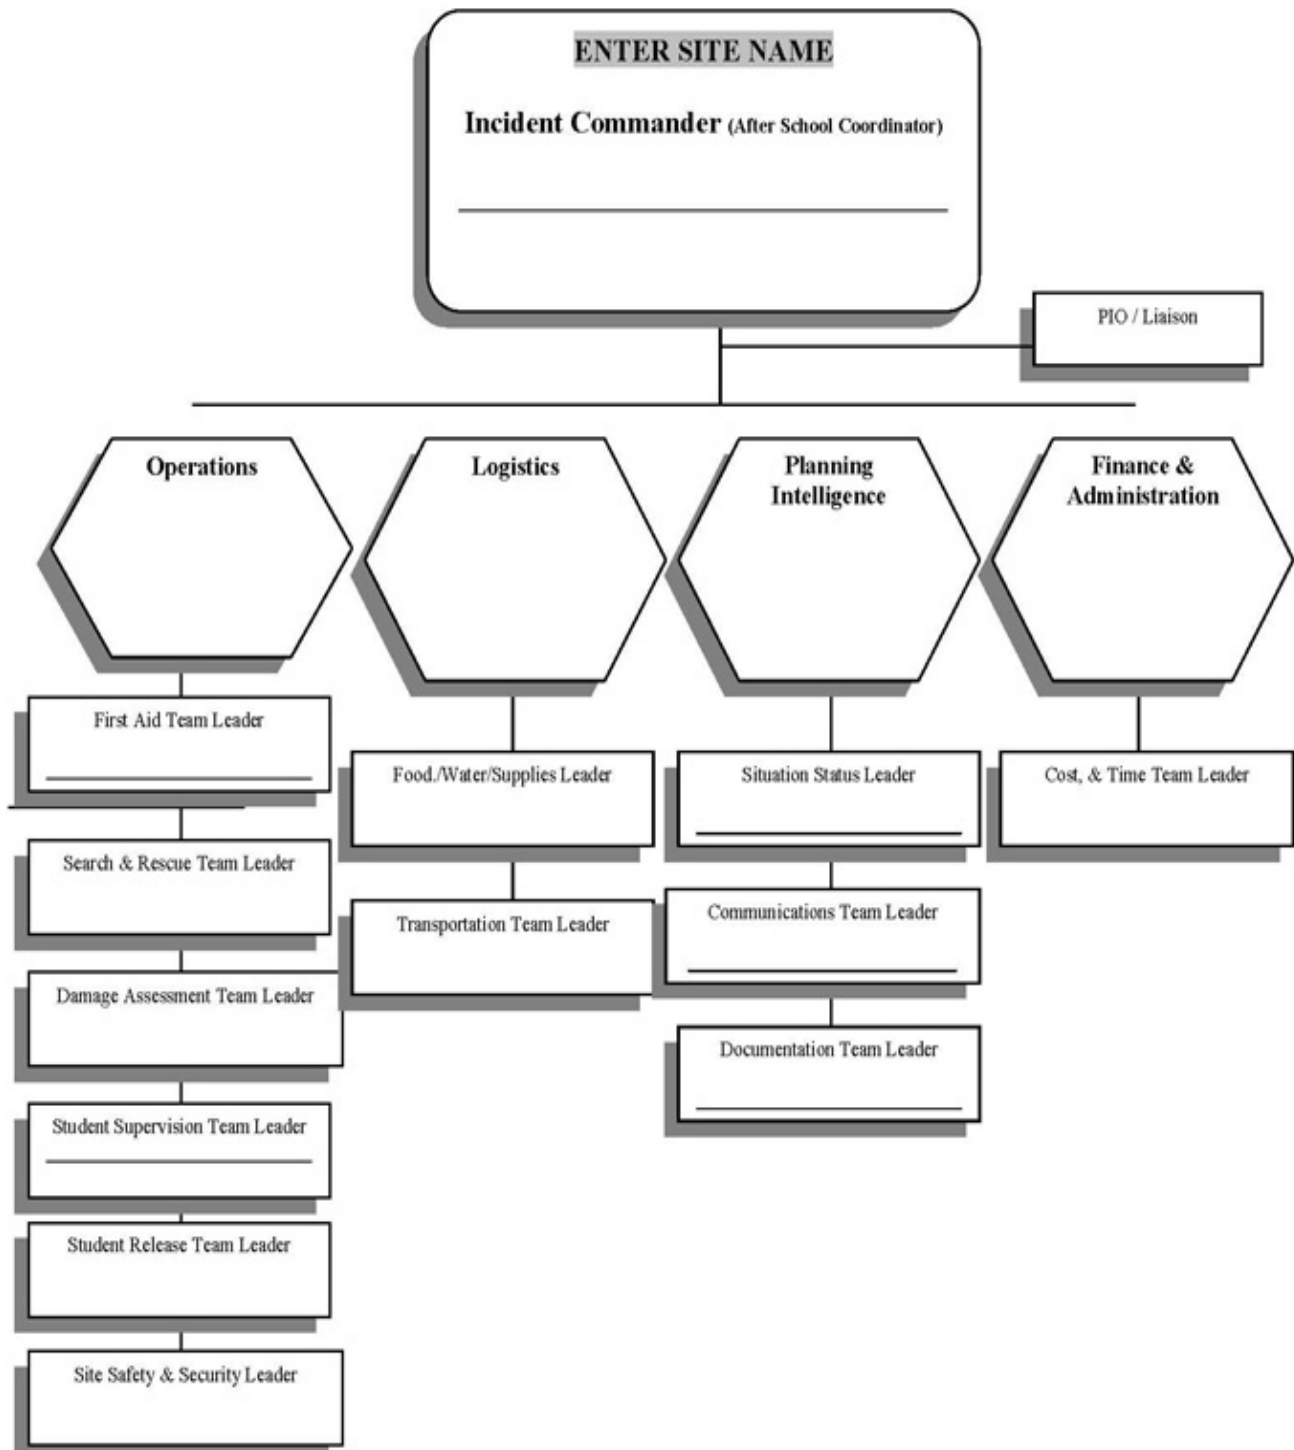 ENTER SITE NAME
Incident Commander (After School Coordinator)
PIO / Liaison
Operations
First Aid Team Leader
Search & Rescue Team Leader
Damage Assessment Team Leader
Student Supervision Team Leader
Student Release Team Leader
Site Safety & Security Leader
Logistics
Food./Water/Supplies Leader
Transportation Team Leader
Planning
Intelligence
Situation Status Leader
Communications Team Leader
Documentation Team Leader
Finance &
Administration
Cost, & Time Team Leader